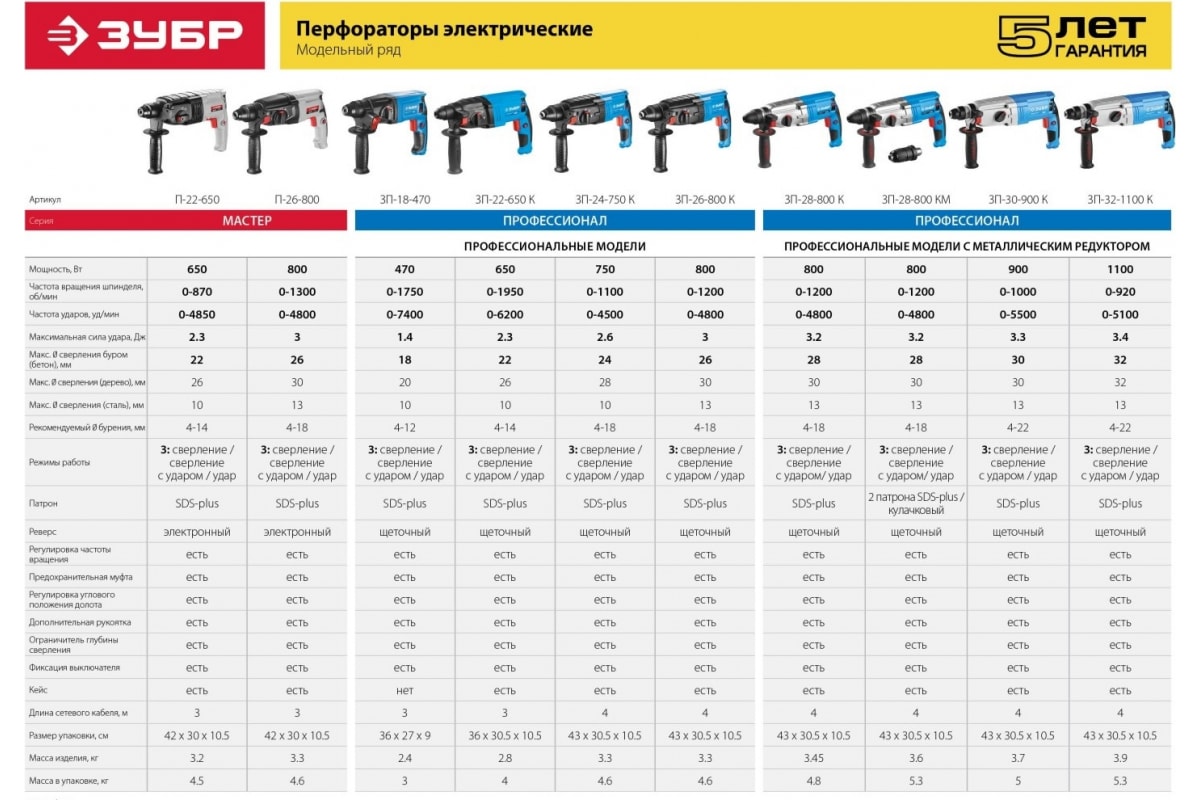 ЗУБР
Перфораторы электрические
Модельный ряд
5 лет
ГАРАНТИЯ
Артикул П-22-650 П-26-800 ЗП-18-470 ЗП-22-650 К ЗП-24-750 К ЗП-26-800 К ЗП-28-800 К ЗП-28-800 КМ ЗП-30-900 К ЗП-32-1100 К
Серия МАСТЕР ПРОФЕССИОНАЛ ПРОФЕССИОНАЛ
ПРОФЕССИОНАЛЬНЫЕ МОДЕЛИ ПРОФЕССИОНАЛЬНЫЕ МОДЕЛИ С МЕТАЛЛИЧЕСКИМ РЕДУКТОРОМ
Мощность, Вт 650 800 470 650 750 800 800 800 900 1100
Частота вращения шпинделя,
об/мин 0-870 0-1300 0-1750 0-1950 0-1100 0-1200 0-1200 0-1200 0-1000 0-920
Частота ударов, уд/мин 0-4850 0-4800 0-7400 0-6200 0-4500 0-4800 0-4800 0-4800 0-5500 0-5100
Максимальная сила удара, Дж 2.3 3 1.4 2.3 2.6 3 3.2 3.2 3.3 3.4
Макс. Ø сверления буром
(бетон), мм 22 26 18 22 24 26 28 28 30 32
Макс. Ø сверления (дерево), мм 26 30 20 26 28 30 30 30 30 32
Макс. Ø сверления (сталь), мм 10 13 10 10 10 13 13 13 13 13
Рекомендуемый Ø бурения, мм 4-14 4-18 4-12 4-14 4-18 4-18 4-18 4-18 4-22 4-22
3: сверление / 3: сверление / 3: сверление / 3: сверление / 3: сверление / 3: сверление / 3: сверление / 3: сверление / 3: сверление / 3: сверление /
Режимы работы сверление сверление сверление сверление сверление сверление сверление сверление сверление сверление
с ударом / удар с ударом / удар с ударом / удар с ударом / удар с ударом / удар с ударом / удар с ударом/ удар с ударом / удар с ударом / удар с ударом / удар
Патрон SDS-plus SDS-plus SDS-plus SDS-plus SDS-plus SDS-plus SDS-plus 2 патрона SDS-plus / кулачковый SDS-plus SDS-plus
Реверс электронный электронный щеточный щеточный щеточный щеточный щеточный щеточный щеточный щеточный
Регулировка частоты
вращения есть есть есть есть есть есть есть есть есть есть
Предохранительная муфта есть есть есть есть есть есть есть есть есть есть
Регулировка углового
положения долота есть есть есть есть есть есть есть есть есть есть
Дополнительная рукоятка есть есть есть есть есть есть есть есть есть есть
Ограничитель глубины
сверления есть есть есть есть есть есть есть есть есть есть
Фиксация выключателя есть есть есть есть есть есть есть есть есть есть
Кейс есть есть нет есть есть есть есть есть есть есть
Длина сетевого кабеля, м 3 3 3 3 4 4 4 4 4 4
Размер упаковки, см 42 x 30 x 10.5 42 x 30 x 10.5 36 x 27 x 9 36 x 30.5 x 10.5 43 x 30.5 x 10.5 43 x 30.5 x 10.5 43 x 30.5 x 10.5 43 x 30.5 x 10.5 43 x 30.5 x 10.5 43 x 30.5 x 10.5
Масса изделия, кг 3.2 3.3 2.4 2.8 3.3 3.3 3.45 3.6 3.7 3.9
Масса в упаковке, кг 4.5 4.6 3 4 4.6 4.6 4.8 5.3 5 5.3